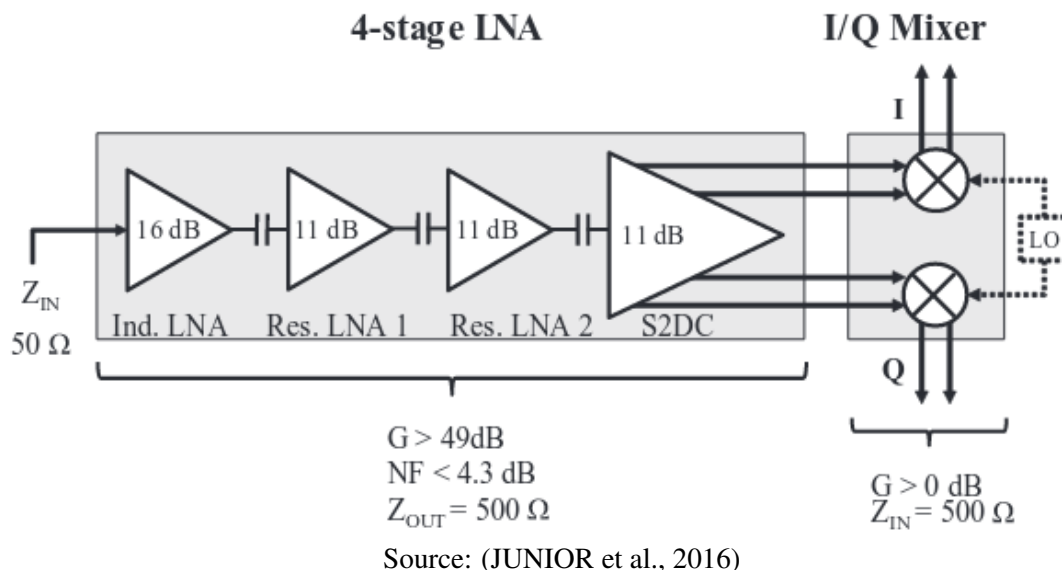 4-stage LNA
I/Q Mixer
I
16 dB
11 dB
11 dB
11 dB
LO
Z_IN
50 Ω
Ind. LNA
Res. LNA 1
Res. LNA 2
S2DC
Q
G > 49dB
NF < 4.3 dB
Z_OUT = 500 Ω
G > 0 dB
Z_IN = 500 Ω
Source: (JUNIOR et al., 2016)